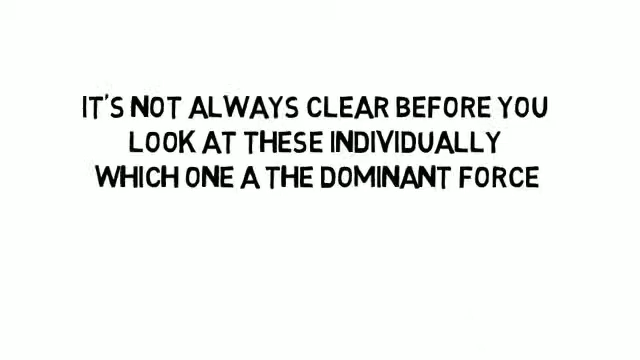 IT'S NOT ALWAYS CLEAR BEFORE YOU
LOOK AT THESE INDIVIDUALLY
WHICH ONE A THE DOMINANT FORCE